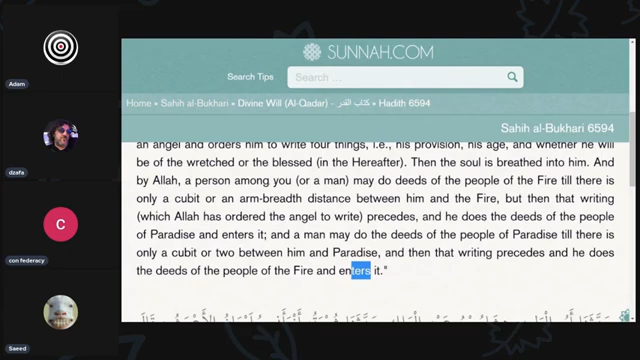 SUNNAH.COM
Search Tips
Search …
Home » Sahih al-Bukhari » Divine Will (Al-Qadar) - كتاب القدر » Hadith 6594
Sahih al-Bukhari 6594
an angel and orders him to write four things, i.e., his provision, his age, and whether he will
be of the wretched or the blessed (in the Hereafter). Then the soul is breathed into him. And
by Allah, a person among you (or a man) may do deeds of the people of the Fire till there is
only a cubit or an arm-breadth distance between him and the Fire, but then that writing
(which Allah has ordered the angel to write) precedes, and he does the deeds of the people
of Paradise and enters it; and a man may do the deeds of the people of Paradise till there is
only a cubit or two between him and Paradise, and then that writing precedes and he does
the deeds of the people of the Fire and enters it."
Adam
dzafa
C
con federacy
Saeed